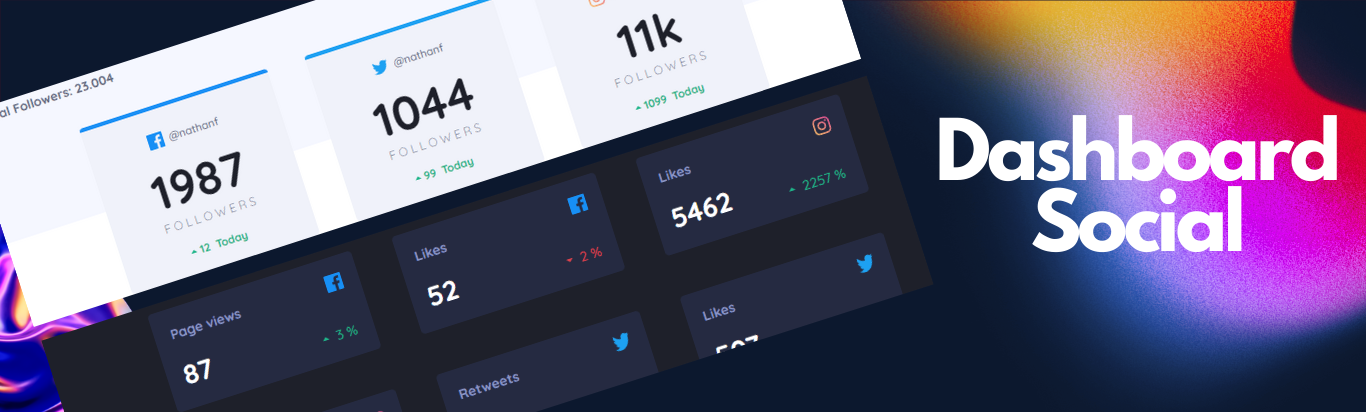 al Followers: 23.004
@nathanf
1987
FOLLOWERS
12 Today
@nathanf
1044
FOLLOWERS
99 Today
11k
FOLLOWERS
1099 Today
Page views
87
3 %
Likes
52
2 %
Likes
5462
2257 %
Retweets
Likes
507
Dashboard
Social